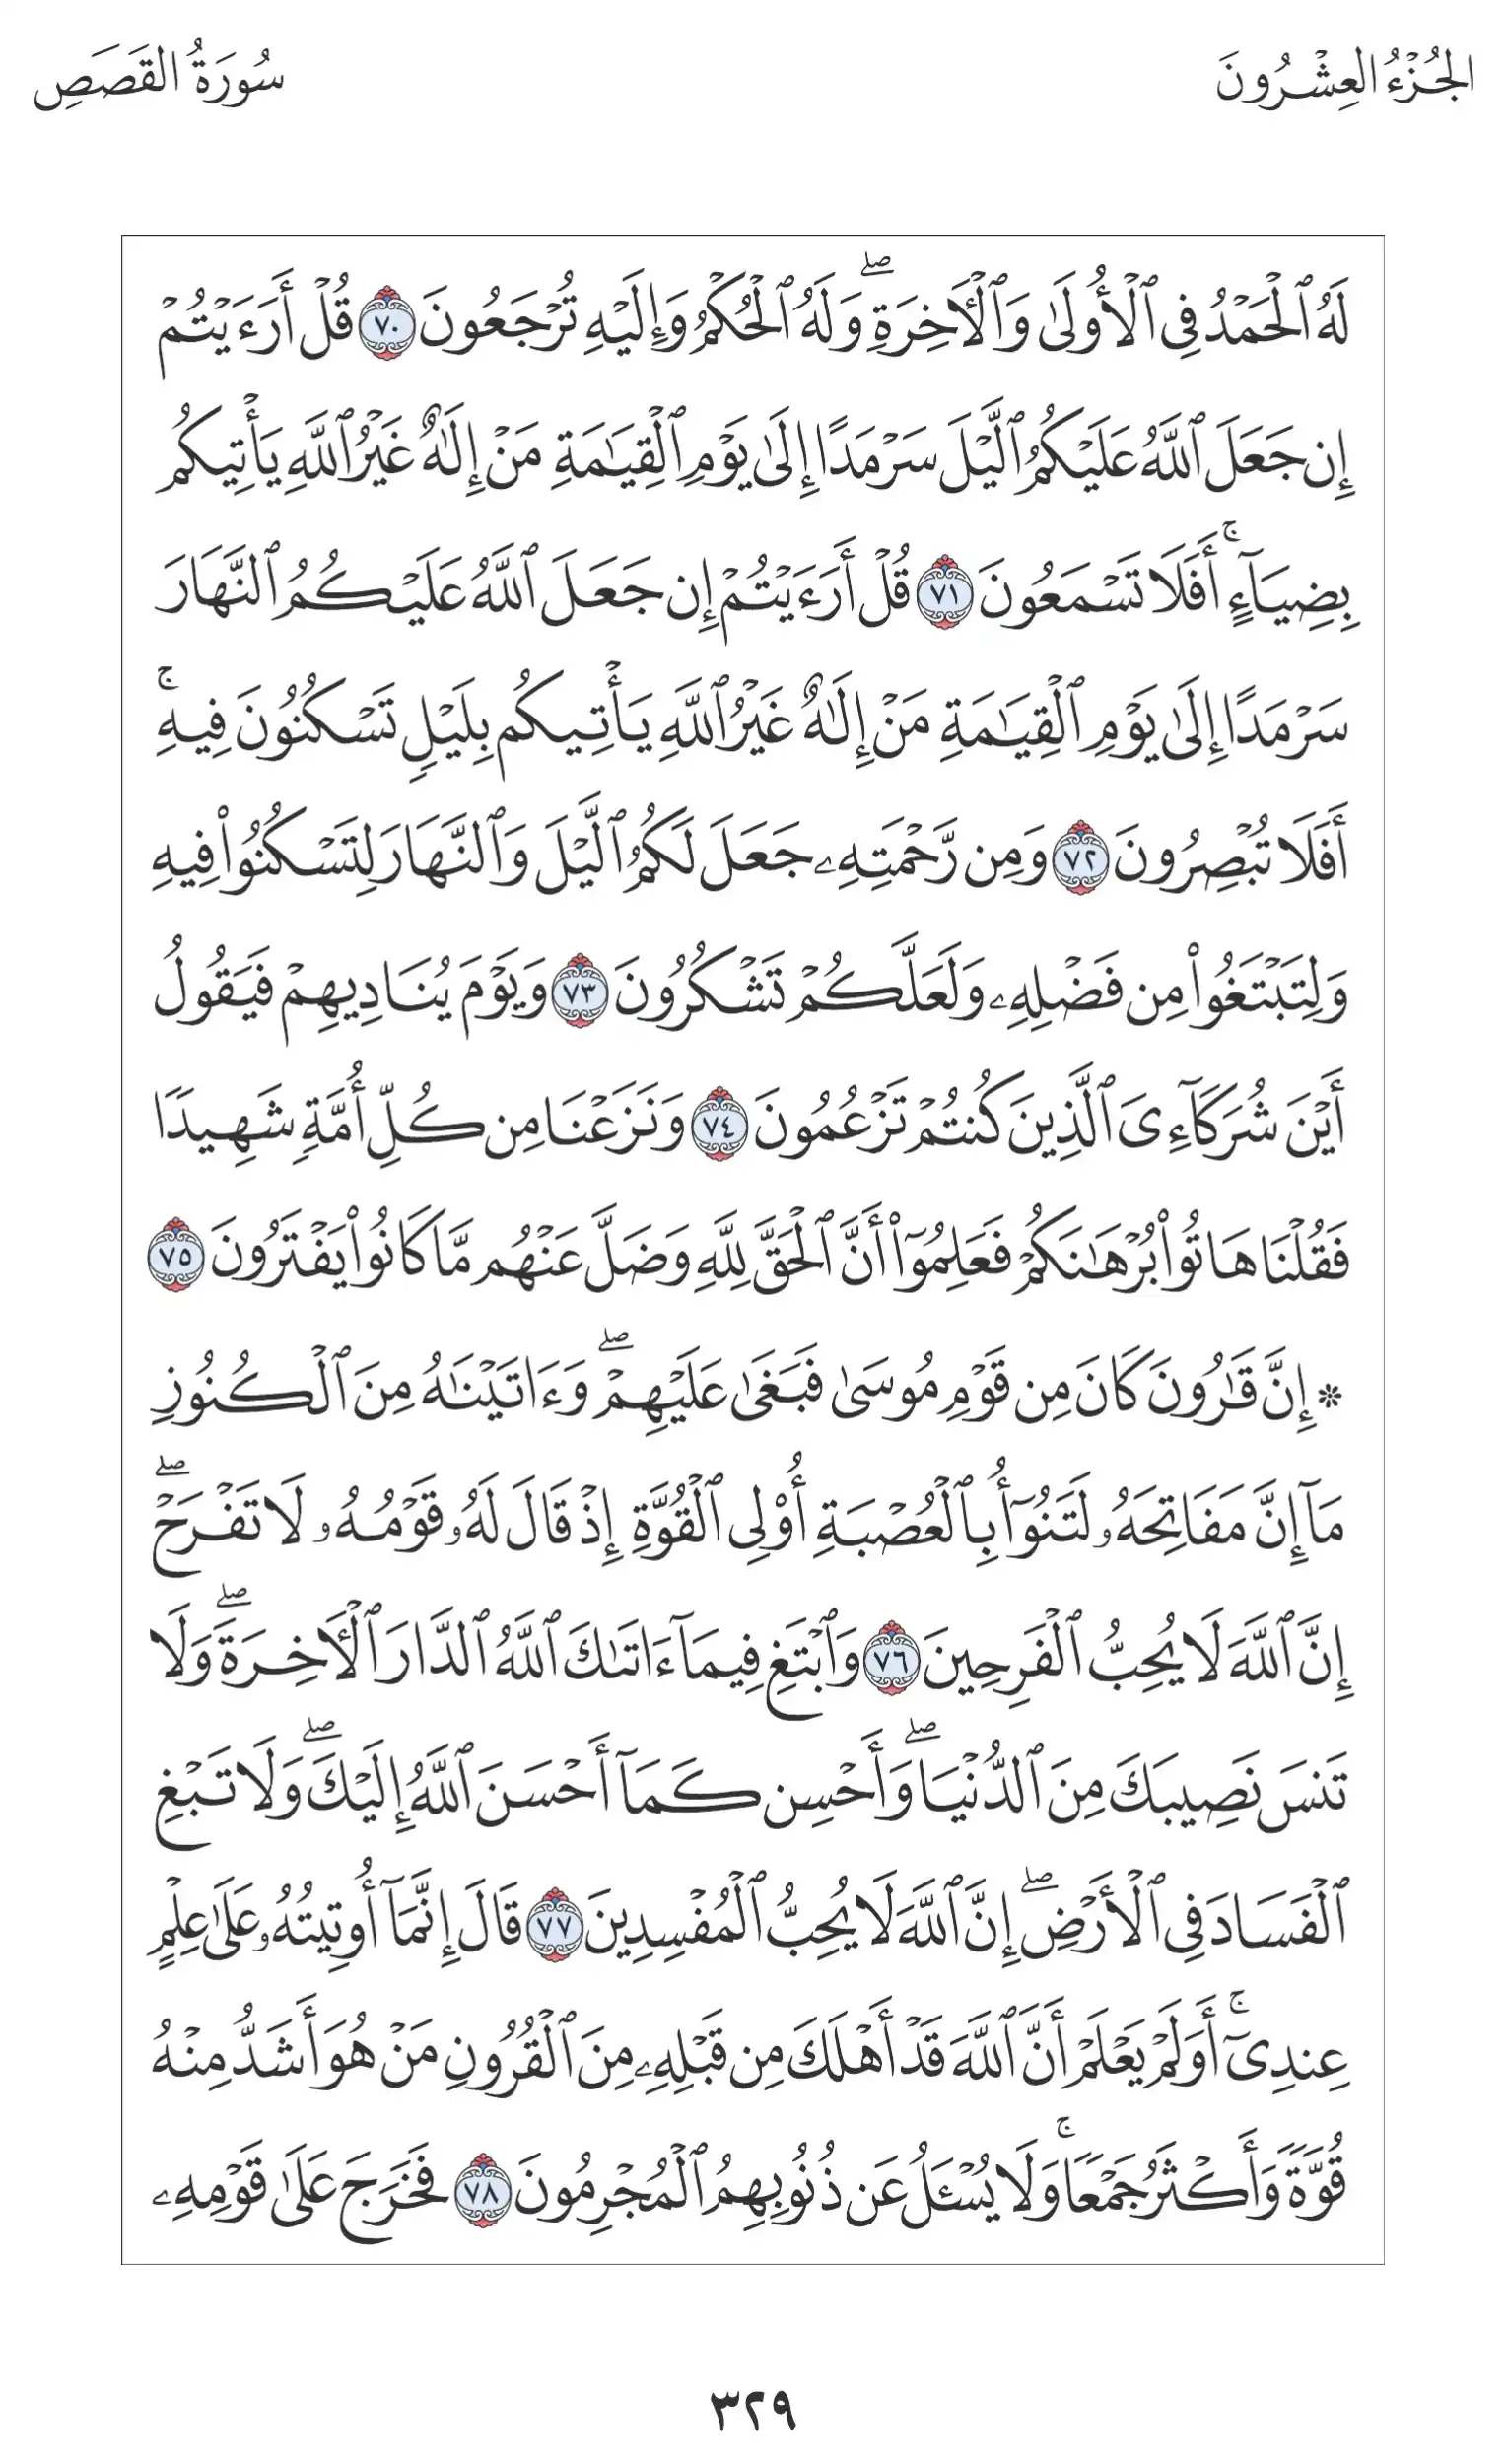 الجُزْءُ العِشْرُونَ
سُورَةُ القَصَصِ
لَهُ ٱلْحَمْدُ فِى ٱلْأُولَىٰ وَٱلْـَٔاخِرَةِ ۖ وَلَهُ ٱلْحُكْمُ وَإِلَيْهِ تُرْجَعُونَ ٧٠ قُلْ أَرَءَيْتُمْ
إِن جَعَلَ ٱللَّهُ عَلَيْكُمُ ٱلَّيْلَ سَرْمَدًا إِلَىٰ يَوْمِ ٱلْقِيَـٰمَةِ مَنْ إِلَـٰهٌ غَيْرُ ٱللَّهِ يَأْتِيكُم
بِضِيَآءٍ ۚ أَفَلَا تَسْمَعُونَ ٧١ قُلْ أَرَءَيْتُمْ إِن جَعَلَ ٱللَّهُ عَلَيْكُمُ ٱلنَّهَارَ
سَرْمَدًا إِلَىٰ يَوْمِ ٱلْقِيَـٰمَةِ مَنْ إِلَـٰهٌ غَيْرُ ٱللَّهِ يَأْتِيكُم بِلَيْلٍ تَسْكُنُونَ فِيهِ ۚ
أَفَلَا تُبْصِرُونَ ٧٢ وَمِن رَّحْمَتِهِۦ جَعَلَ لَكُمُ ٱلَّيْلَ وَٱلنَّهَارَ لِتَسْكُنُوا۟ فِيهِ
وَلِتَبْتَغُوا۟ مِن فَضْلِهِۦ وَلَعَلَّكُمْ تَشْكُرُونَ ٧٣ وَيَوْمَ يُنَادِيهِمْ فَيَقُولُ
أَيْنَ شُرَكَآءِىَ ٱلَّذِينَ كُنتُمْ تَزْعُمُونَ ٧٤ وَنَزَعْنَا مِن كُلِّ أُمَّةٍ شَهِيدًا
فَقُلْنَا هَاتُوا۟ بُرْهَـٰنَكُمْ فَعَلِمُوٓا۟ أَنَّ ٱلْحَقَّ لِلَّهِ وَضَلَّ عَنْهُم مَّا كَانُوا۟ يَفْتَرُونَ ٧٥
* إِنَّ قَـٰرُونَ كَانَ مِن قَوْمِ مُوسَىٰ فَبَغَىٰ عَلَيْهِمْ ۖ وَءَاتَيْنَـٰهُ مِنَ ٱلْكُنُوزِ
مَآ إِنَّ مَفَاتِحَهُۥ لَتَنُوٓأُ بِٱلْعُصْبَةِ أُو۟لِى ٱلْقُوَّةِ إِذْ قَالَ لَهُۥ قَوْمُهُۥ لَا تَفْرَحْ ۖ
إِنَّ ٱللَّهَ لَا يُحِبُّ ٱلْفَرِحِينَ ٧٦ وَٱبْتَغِ فِيمَآ ءَاتَىٰكَ ٱللَّهُ ٱلدَّارَ ٱلْـَٔاخِرَةَ ۖ وَلَا
تَنسَ نَصِيبَكَ مِنَ ٱلدُّنْيَا ۖ وَأَحْسِن كَمَآ أَحْسَنَ ٱللَّهُ إِلَيْكَ ۖ وَلَا تَبْغِ
ٱلْفَسَادَ فِى ٱلْأَرْضِ ۖ إِنَّ ٱللَّهَ لَا يُحِبُّ ٱلْمُفْسِدِينَ ٧٧ قَالَ إِنَّمَآ أُوتِيتُهُۥ عَلَىٰ عِلْمٍ
عِندِىٓ ۚ أَوَلَمْ يَعْلَمْ أَنَّ ٱللَّهَ قَدْ أَهْلَكَ مِن قَبْلِهِۦ مِنَ ٱلْقُرُونِ مَنْ هُوَ أَشَدُّ مِنْهُ
قُوَّةً وَأَكْثَرُ جَمْعًا ۚ وَلَا يُسْـَٔلُ عَن ذُنُوبِهِمُ ٱلْمُجْرِمُونَ ٧٨ فَخَرَجَ عَلَىٰ قَوْمِهِۦ
٣٢٩